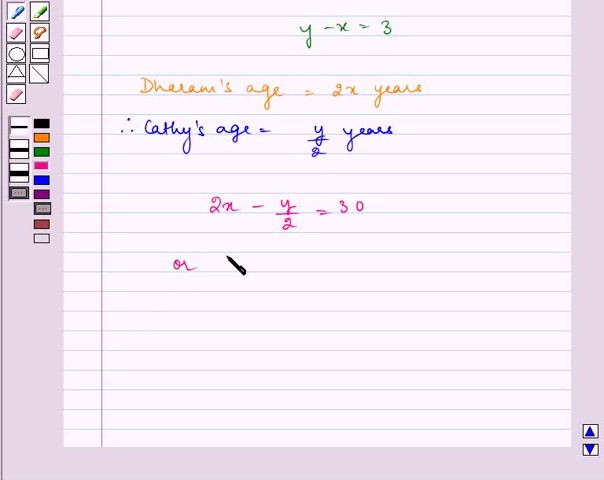 y - x = 3
Dharam's age = 2x years
∴ Cathy's age = y/2 years
2x - y/2 = 30
or